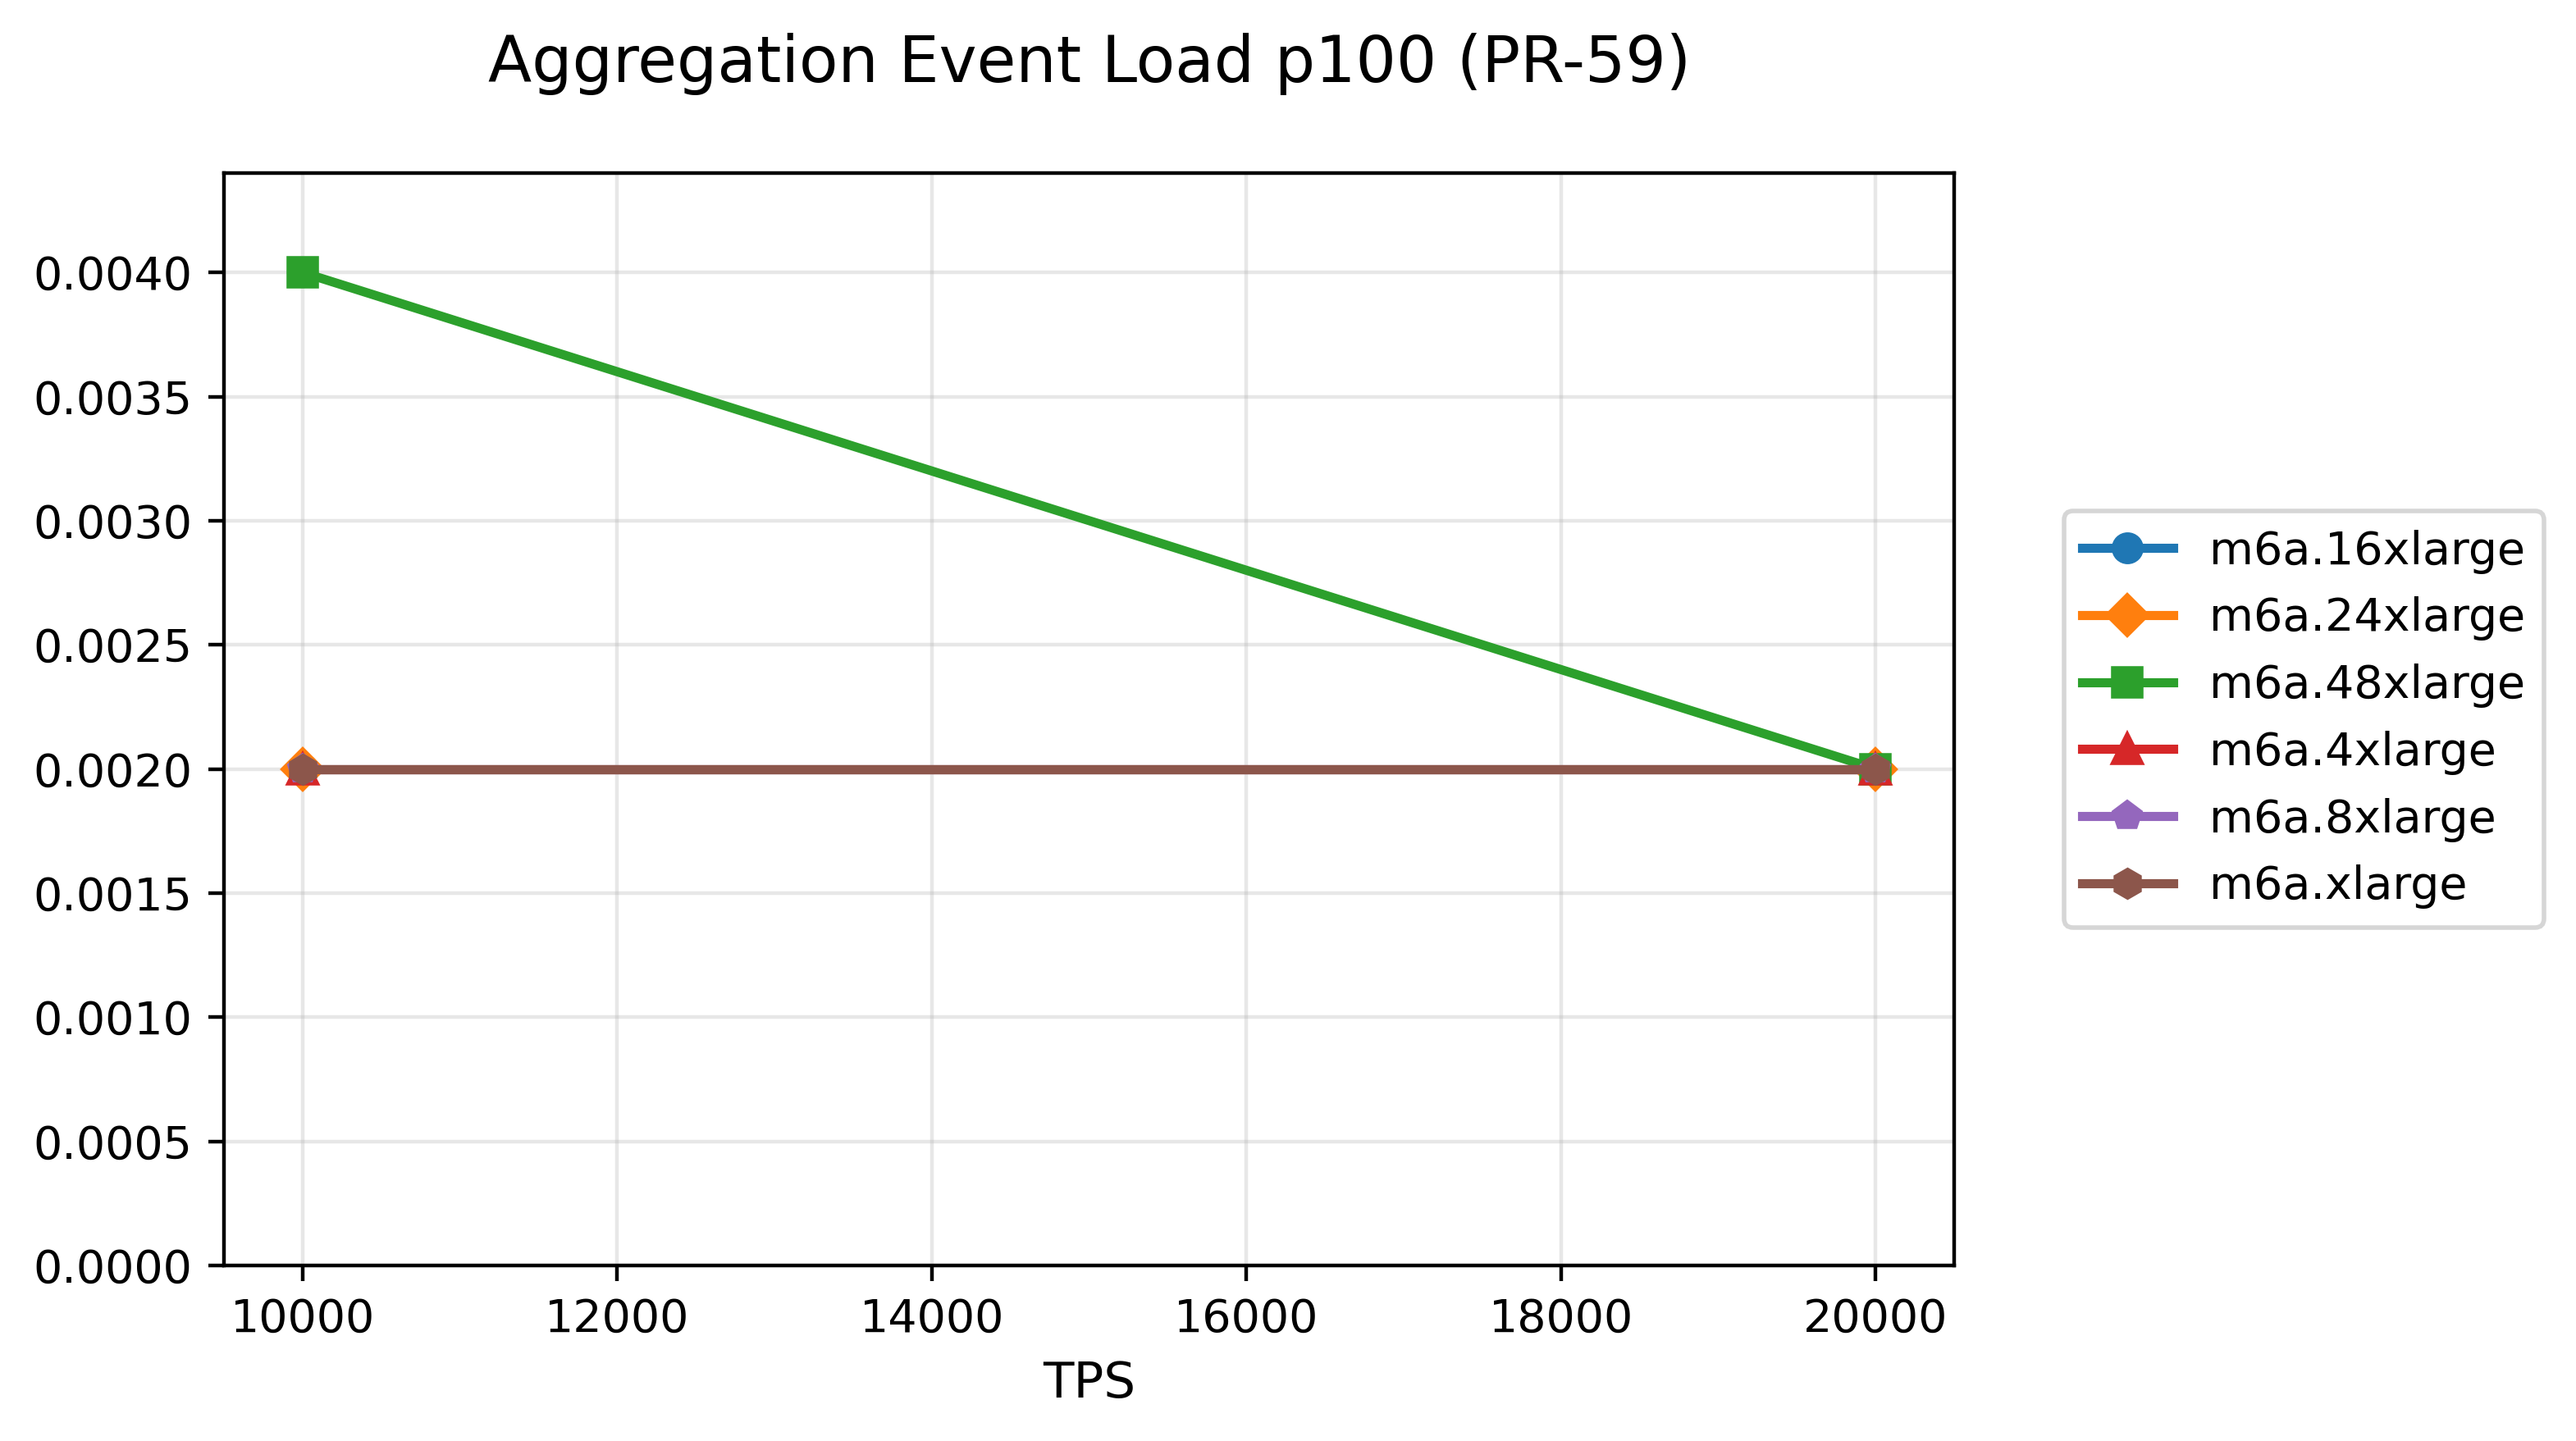 Aggregation Event Load p100 (PR-59)
0.0040
0.0035
0.0030
0.0025
0.0020
0.0015
0.0010
0.0005
0.0000
10000 12000 14000 16000 18000 20000
TPS
m6a.16xlarge
m6a.24xlarge
m6a.48xlarge
m6a.4xlarge
m6a.8xlarge
m6a.xlarge